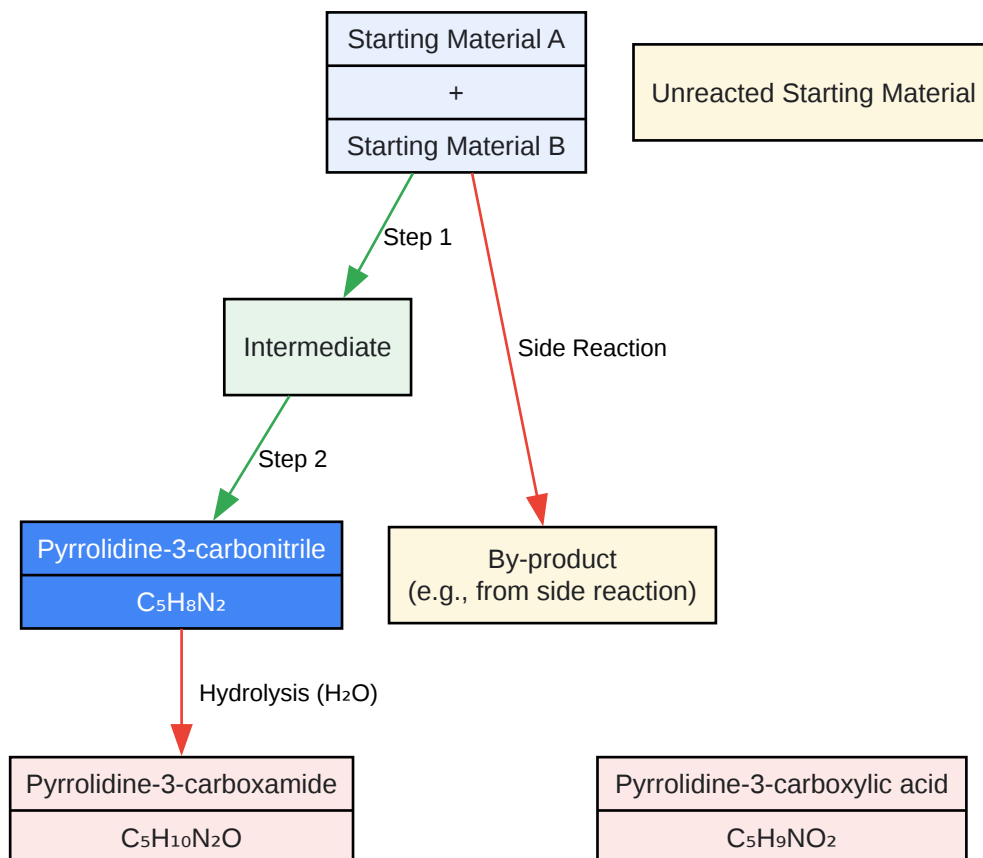 Starting Material A
+
Starting Material B
Unreacted Starting Material
Step 1
Intermediate
Side Reaction
Step 2
Pyrrolidine-3-carbonitrile
C₅H₈N₂
By-product
(e.g., from side reaction)
Hydrolysis (H₂O)
Pyrrolidine-3-carboxamide
C₅H₁₀N₂O
Pyrrolidine-3-carboxylic acid
C₅H₉NO₂